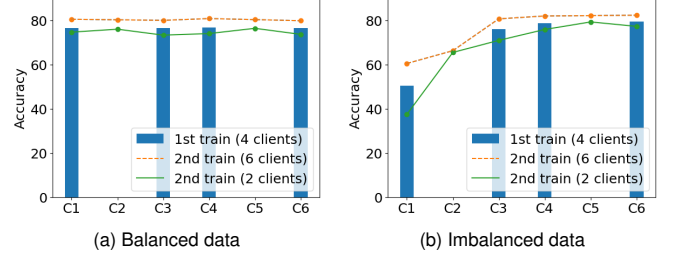 Accuracy
80
60
40
20
0
1st train (4 clients)
2nd train (6 clients)
2nd train (2 clients)
C1 C2 C3 C4 C5 C6
(a) Balanced data
Accuracy
80
60
40
20
0
1st train (4 clients)
2nd train (6 clients)
2nd train (2 clients)
C1 C2 C3 C4 C5 C6
(b) Imbalanced data